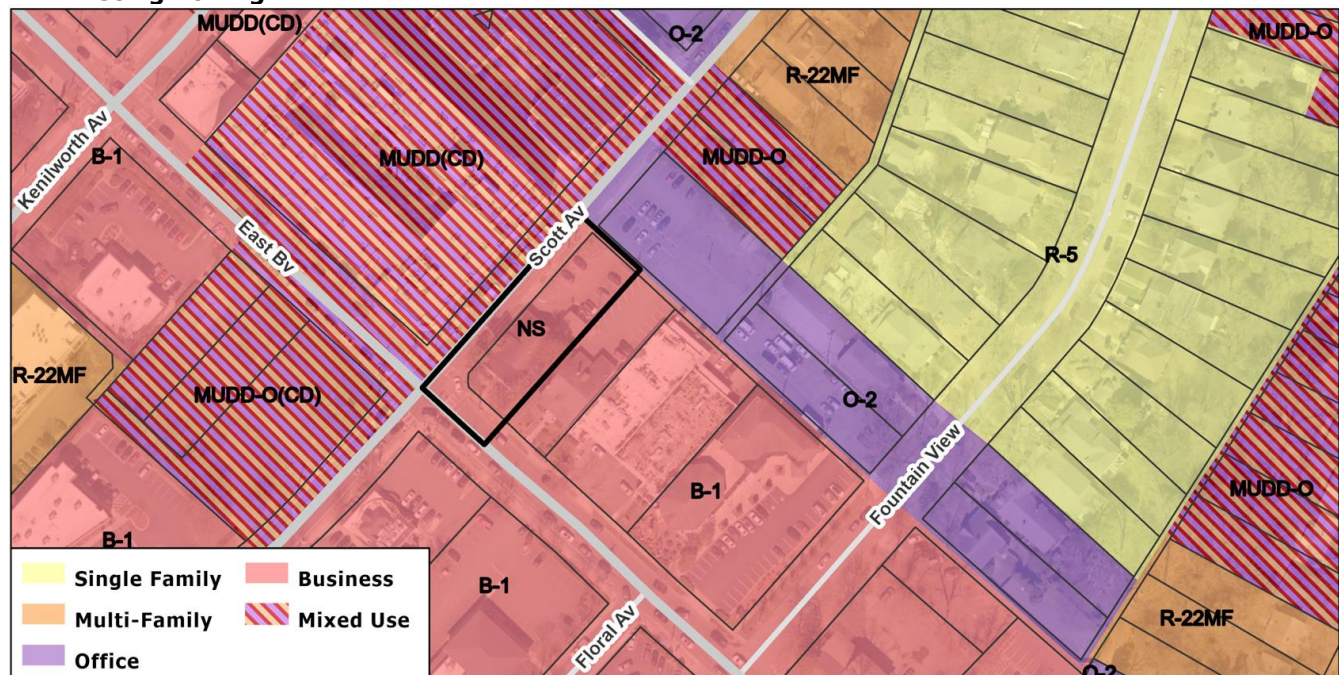 MUDD(CD)
O-2
MUDD-O
R-22MF
Kenilworth Av
B-1
MUDD(CD)
MUDD-O
East Bv
Scott Av
R-5
NS
R-22MF
MUDD-O(CD)
O-2
Fountain View
B-1
MUDD-O
B-1
B-1
Floral Av
R-22MF
O-2
Single Family
Business
Multi-Family
Mixed Use
Office